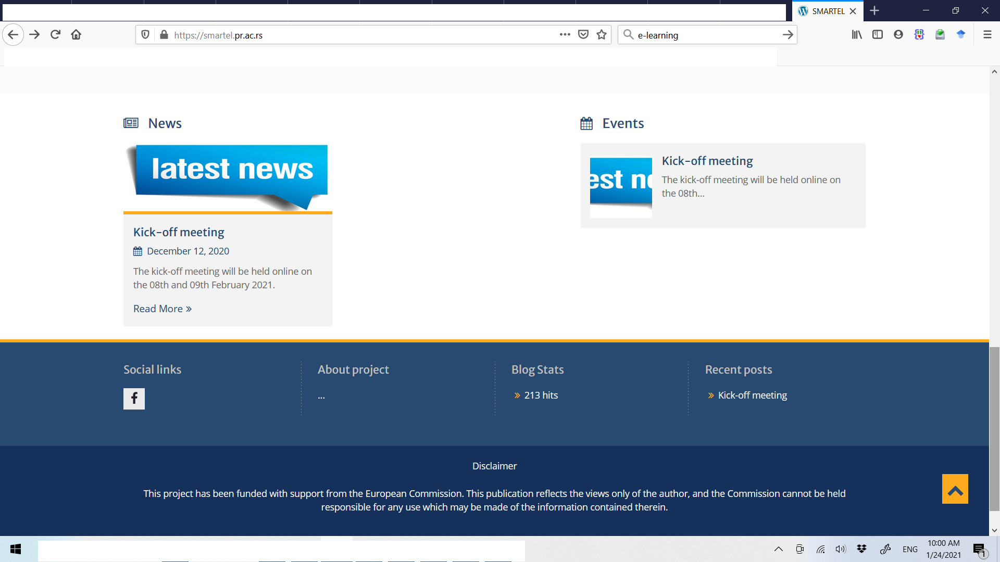 SMARTEL
https://smartel.pr.ac.rs
e-learning
News
latest news
Kick-off meeting
December 12, 2020
The kick-off meeting will be held online on
the 08th and 09th February 2021.
Read More »
Events
est n
Kick-off meeting
The kick-off meeting will be held online on
the 08th...
Social links
About project
...
Blog Stats
» 213 hits
Recent posts
» Kick-off meeting
Disclaimer
This project has been funded with support from the European Commission. This publication reflects the views only of the author, and the Commission cannot be held
responsible for any use which may be made of the information contained therein.
ENG
10:00 AM
1/24/2021
1